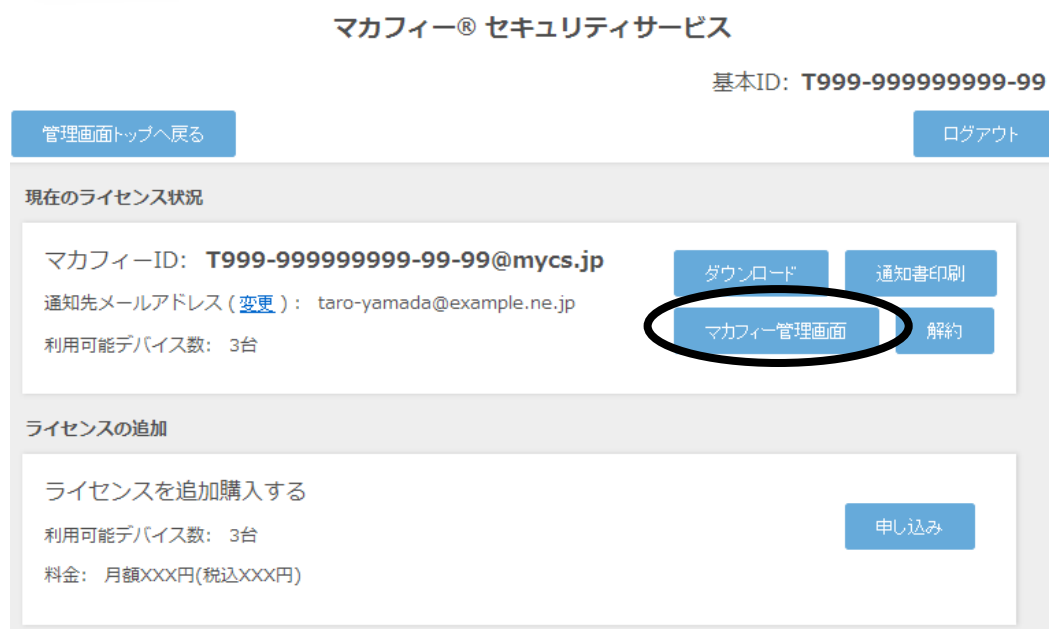 マカフィー® セキュリティサービス
基本ID: T999-999999999-99
管理画面トップへ戻る
ログアウト
現在のライセンス状況
マカフィーID: T999-999999999-99-99@mycs.jp
ダウンロード
通知書印刷
通知先メールアドレス ( 変更 ) : taro-yamada@example.ne.jp
マカフィー管理画面
解約
利用可能デバイス数: 3台
ライセンスの追加
ライセンスを追加購入する
利用可能デバイス数: 3台
申し込み
料金: 月額XXX円(税込XXX円)